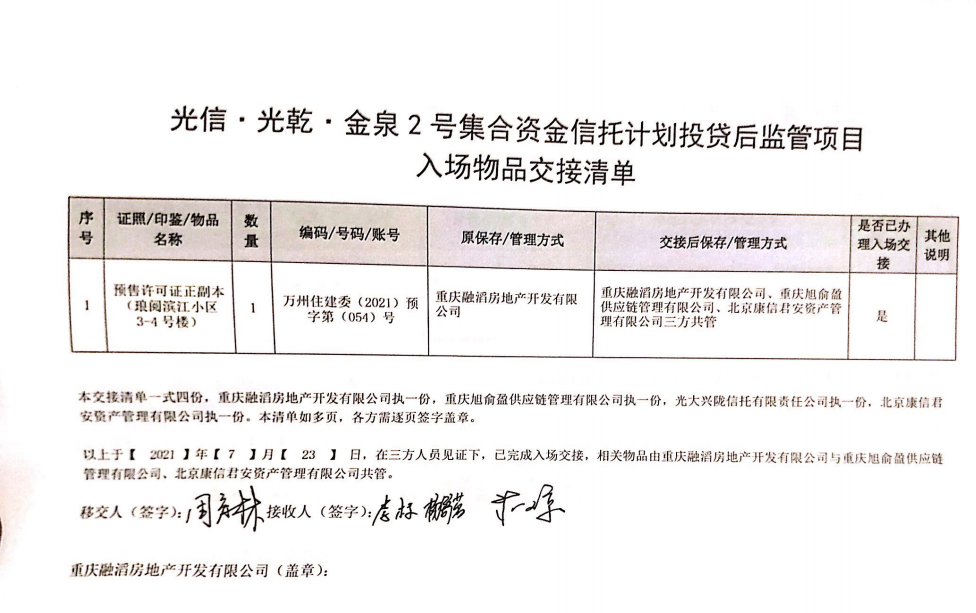 光信·光乾·金泉2号集合资金信托计划投贷后监管项目
入场物品交接清单
序号 证照/印鉴/物品名称 数量 编码/号码/账号 原保存/管理方式 交接后保存/管理方式 是否已办理入场交接 其他说明
1 预售许可证正副本(琅阅滨江小区3-4号楼) 1 万州住建委(2021)预字第(054)号 重庆融滔房地产开发有限公司 重庆融滔房地产开发有限公司、重庆旭俞盈供应链管理有限公司、北京康信君安资产管理有限公司三方共管 是
本交接清单一式四份,重庆融滔房地产开发有限公司执一份,重庆旭俞盈供应链管理有限公司执一份,光大兴陇信托有限责任公司执一份,北京康信君
安资产管理有限公司执一份。本清单如多页,各方需逐页签字盖章。
以上于【 2021 】年【 7 】月【 23 】日,在三方人员见证下,已完成入场交接,相关物品由重庆融滔房地产开发有限公司与重庆旭俞盈供应链
管理有限公司、北京康信君安资产管理有限公司共管。
移交人(签字): 接收人(签字):
重庆融滔房地产开发有限公司(盖章):